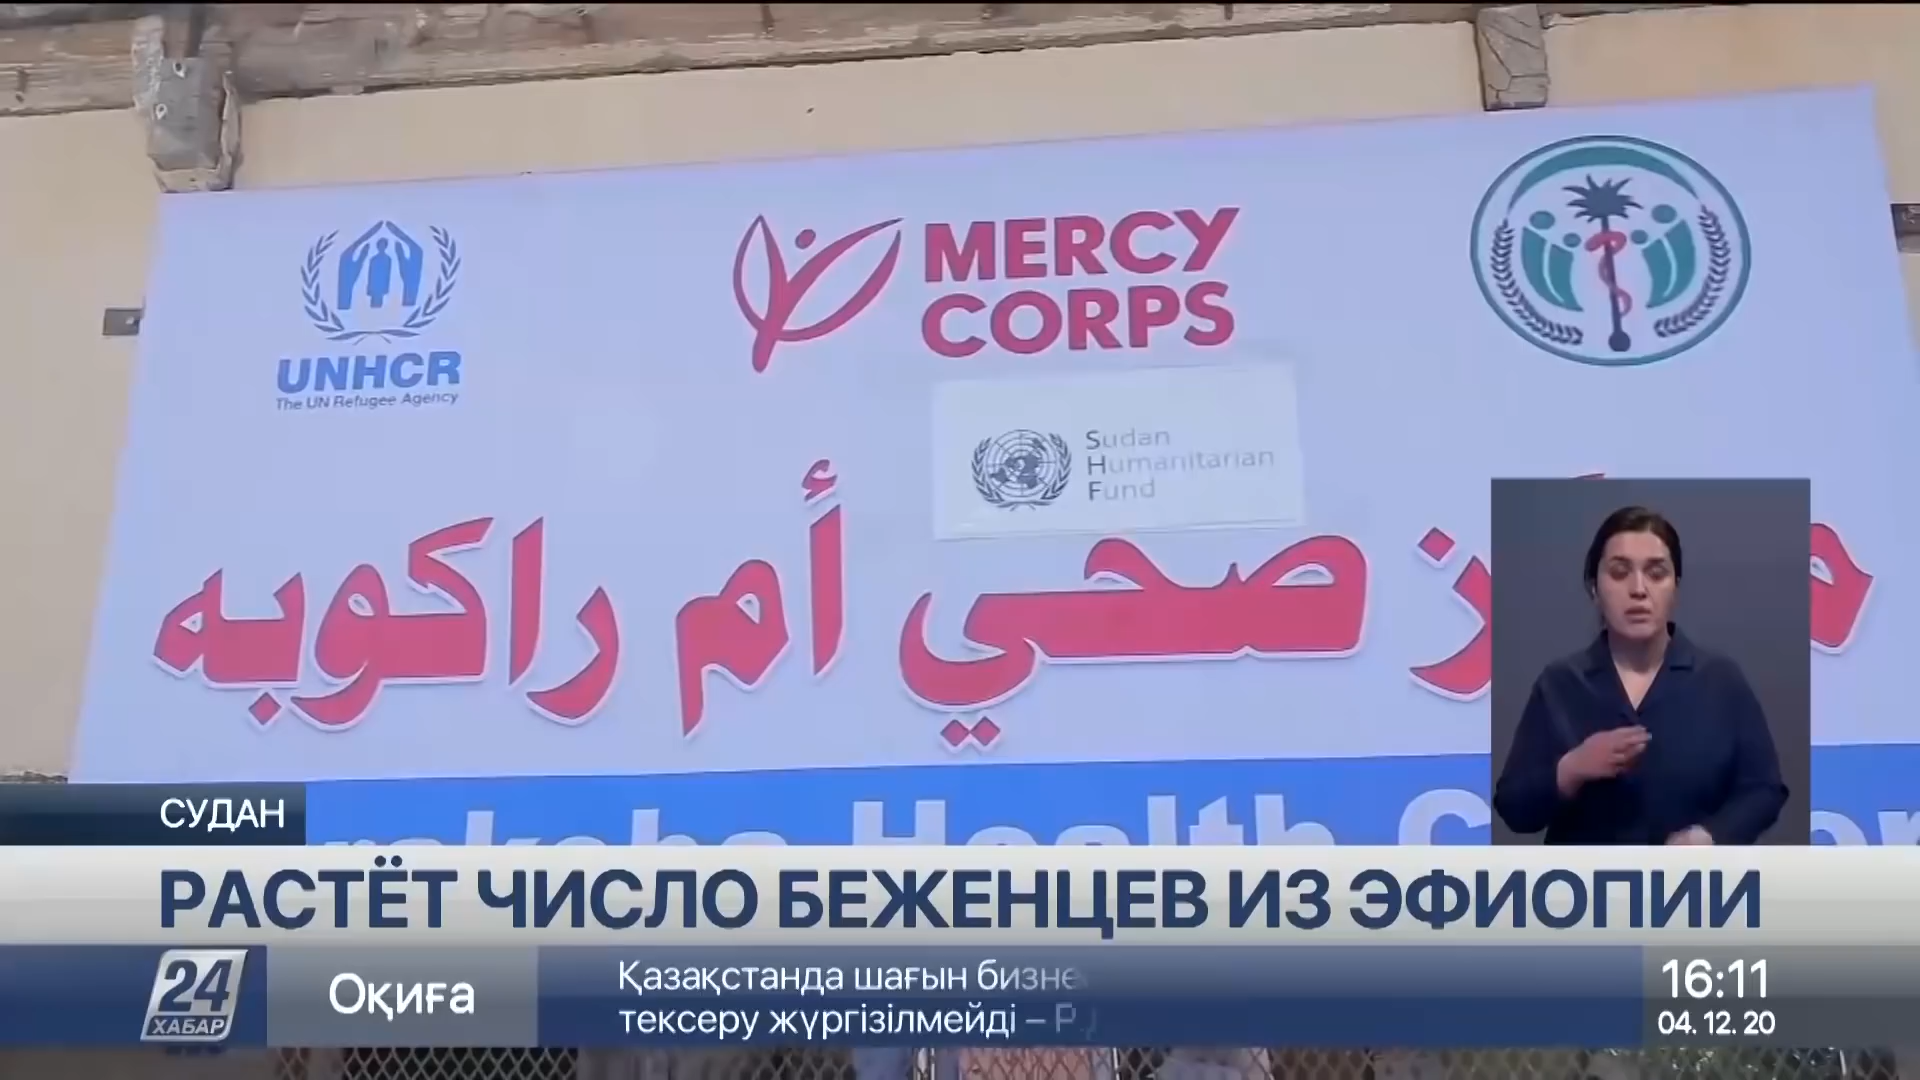 UNHCR
The UN Refugee Agency
MERCY
CORPS
Sudan
Humanitarian
Fund
صحي أم راكوبه
Health
СУДАН
РАСТЁТ ЧИСЛО БЕЖЕНЦЕВ ИЗ ЭФИОПИИ
24
ХАБАР
Оқиға
Қазақстанда шағын
тексеру жүргізілмейді –
16:11
04. 12. 20